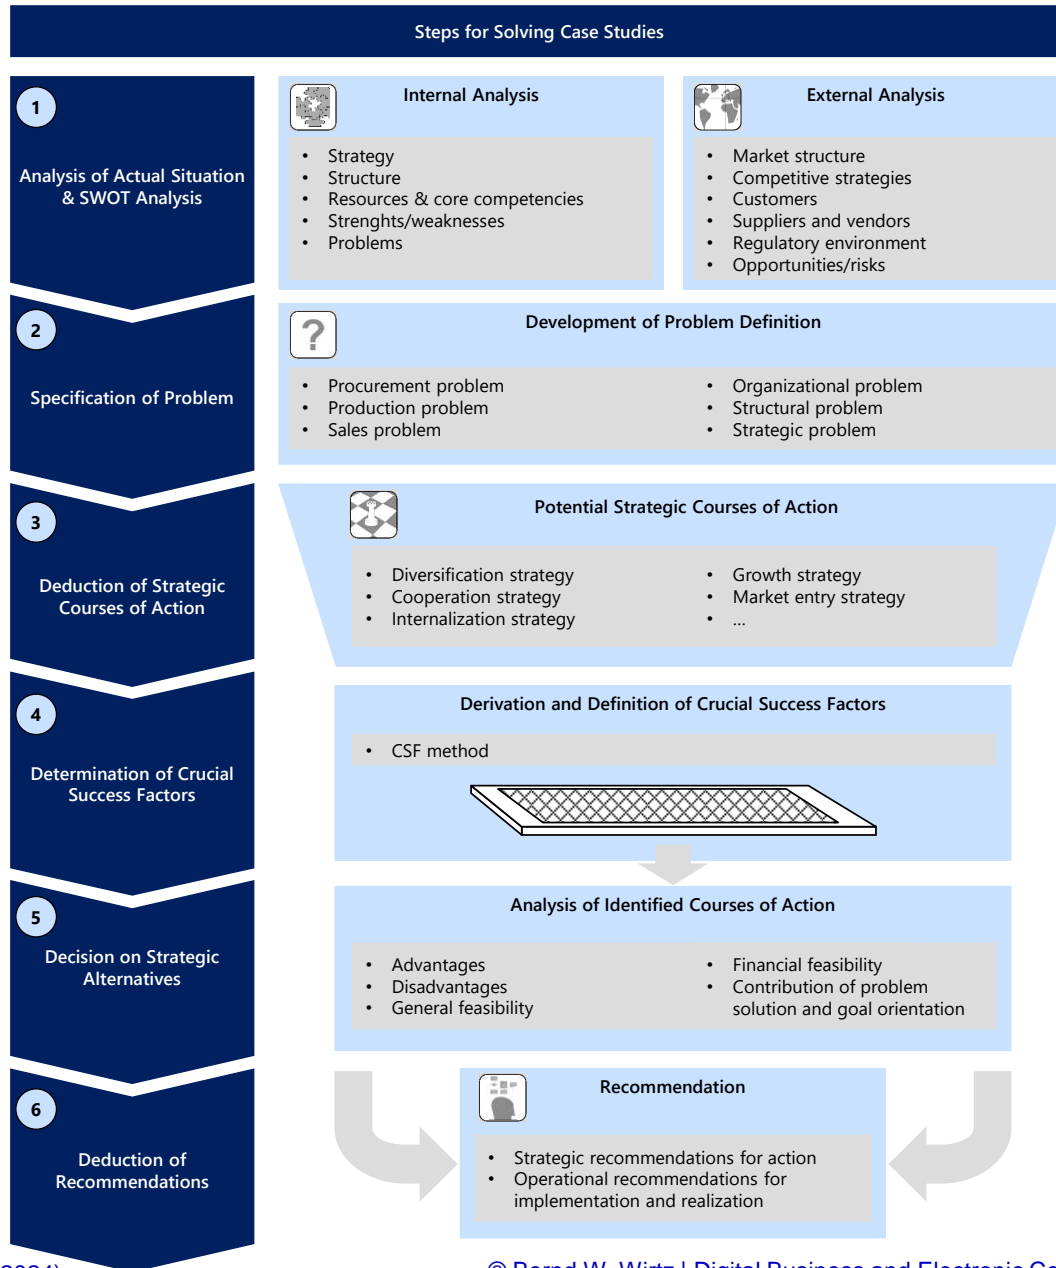 Steps for Solving Case Studies
1
Analysis of Actual Situation
& SWOT Analysis
Internal Analysis
• Strategy
• Structure
• Resources & core competencies
• Strenghts/weaknesses
• Problems
External Analysis
• Market structure
• Competitive strategies
• Customers
• Suppliers and vendors
• Regulatory environment
• Opportunities/risks
2
Specification of Problem
?
Development of Problem Definition
• Procurement problem
• Production problem
• Sales problem
• Organizational problem
• Structural problem
• Strategic problem
3
Deduction of Strategic
Courses of Action
Potential Strategic Courses of Action
• Diversification strategy
• Cooperation strategy
• Internalization strategy
• Growth strategy
• Market entry strategy
• ...
4
Determination of Crucial
Success Factors
Derivation and Definition of Crucial Success Factors
• CSF method
5
Decision on Strategic
Alternatives
Analysis of Identified Courses of Action
• Advantages
• Disadvantages
• General feasibility
• Financial feasibility
• Contribution of problem
solution and goal orientation
6
Deduction of
Recommendations
Recommendation
• Strategic recommendations for action
• Operational recommendations for
implementation and realization
2024)
© Bernd W. Wirtz | Digital Business and Electronic